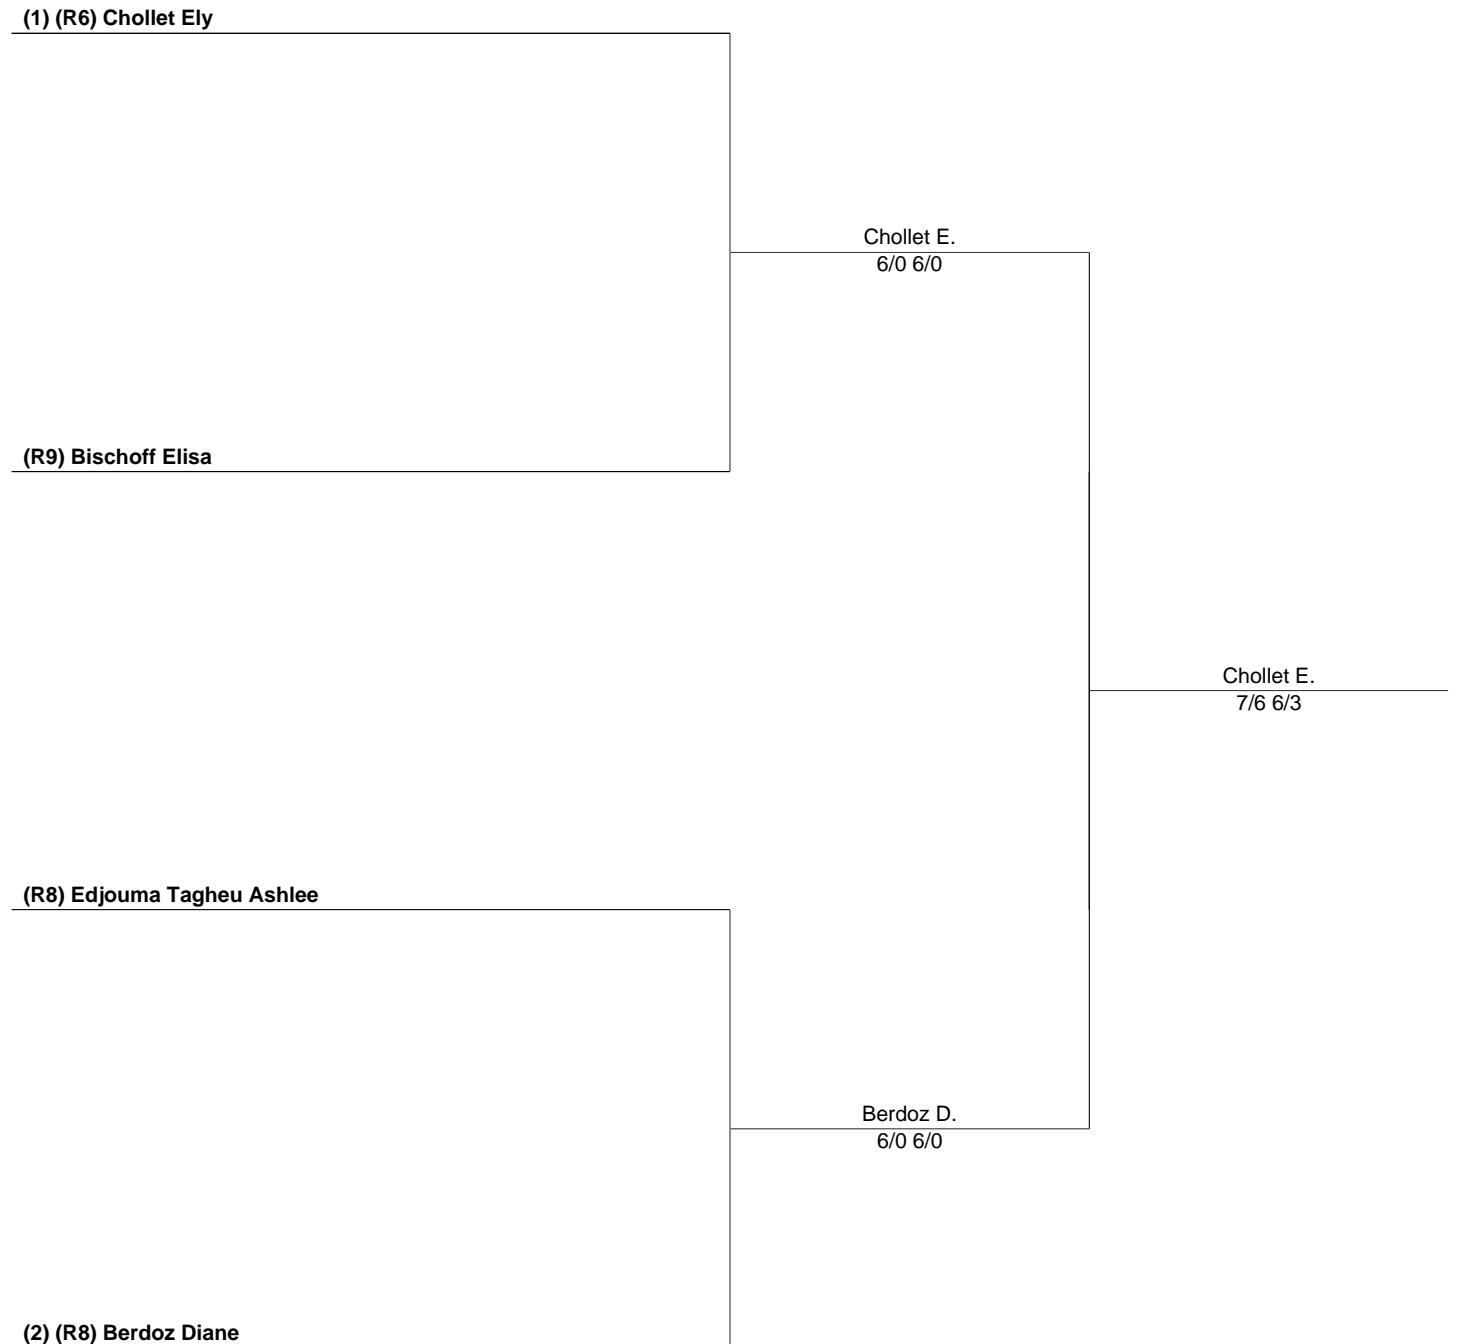 (1) (R6) Chollet Ely
Chollet E.
6/0 6/0
(R9) Bischoff Elisa
Chollet E.
7/6 6/3
(R8) Edjouma Tagheu Ashlee
Berdoz D.
6/0 6/0
(2) (R8) Berdoz Diane